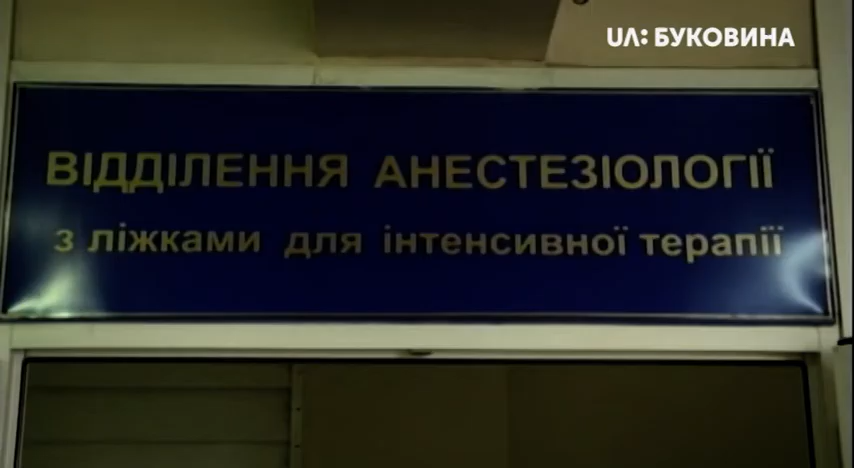 UA: БУКОВИНА
ВІДДІЛЕННЯ АНЕСТЕЗІОЛОГІЇ
з ліжками для інтенсивної терапії